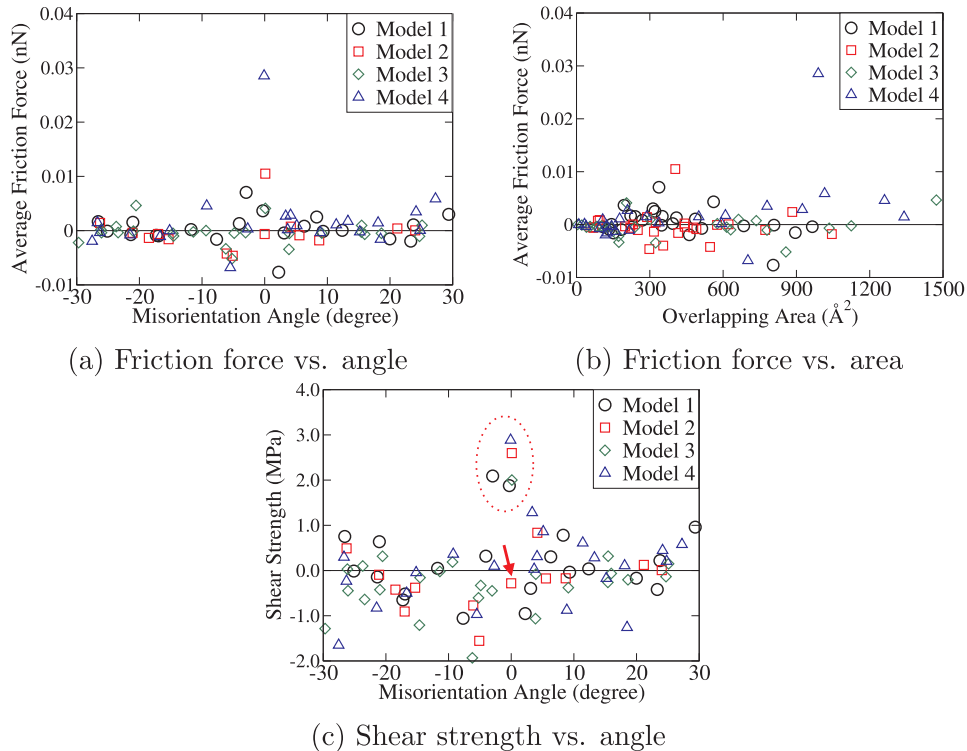 0.04
0.03
0.02
0.01
0
-0.01
Average Friction Force (nN)
Model 1
Model 2
Model 3
Model 4
-30 -20 -10 0 10 20 30
Misorientation Angle (degree)
(a) Friction force vs. angle
0.04
0.03
0.02
0.01
0
-0.01
Average Friction Force (nN)
Model 1
Model 2
Model 3
Model 4
0 300 600 900 1200 1500
Overlapping Area (Å²)
(b) Friction force vs. area
4.0
3.0
2.0
1.0
0.0
-1.0
-2.0
Shear Strength (MPa)
Model 1
Model 2
Model 3
Model 4
-30 -20 -10 0 10 20 30
Misorientation Angle (degree)
(c) Shear strength vs. angle